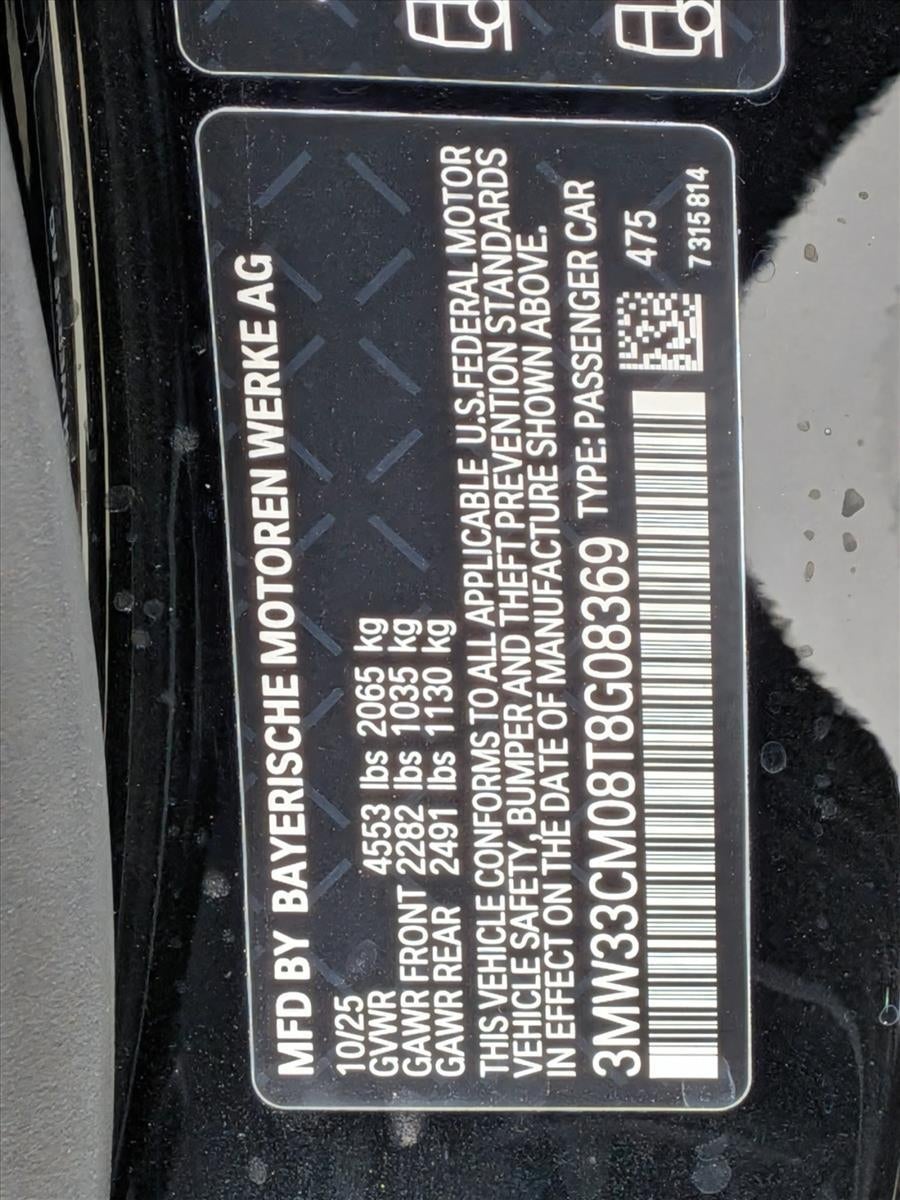 MFD BY BAYERISCHE MOTOREN WERKE AG
10/25
GVWR 4553 lbs 2065 kg
GAWR FRONT 2282 lbs 1035 kg
GAWR REAR 2491 lbs 1130 kg
THIS VEHICLE CONFORMS TO ALL APPLICABLE U.S.FEDERAL MOTOR
VEHICLE SAFETY, BUMPER AND THEFT PREVENTION STANDARDS
IN EFFECT ON THE DATE OF MANUFACTURE SHOWN ABOVE.
3MW33CM08T8G08369 TYPE: PASSENGER CAR
475
7315814